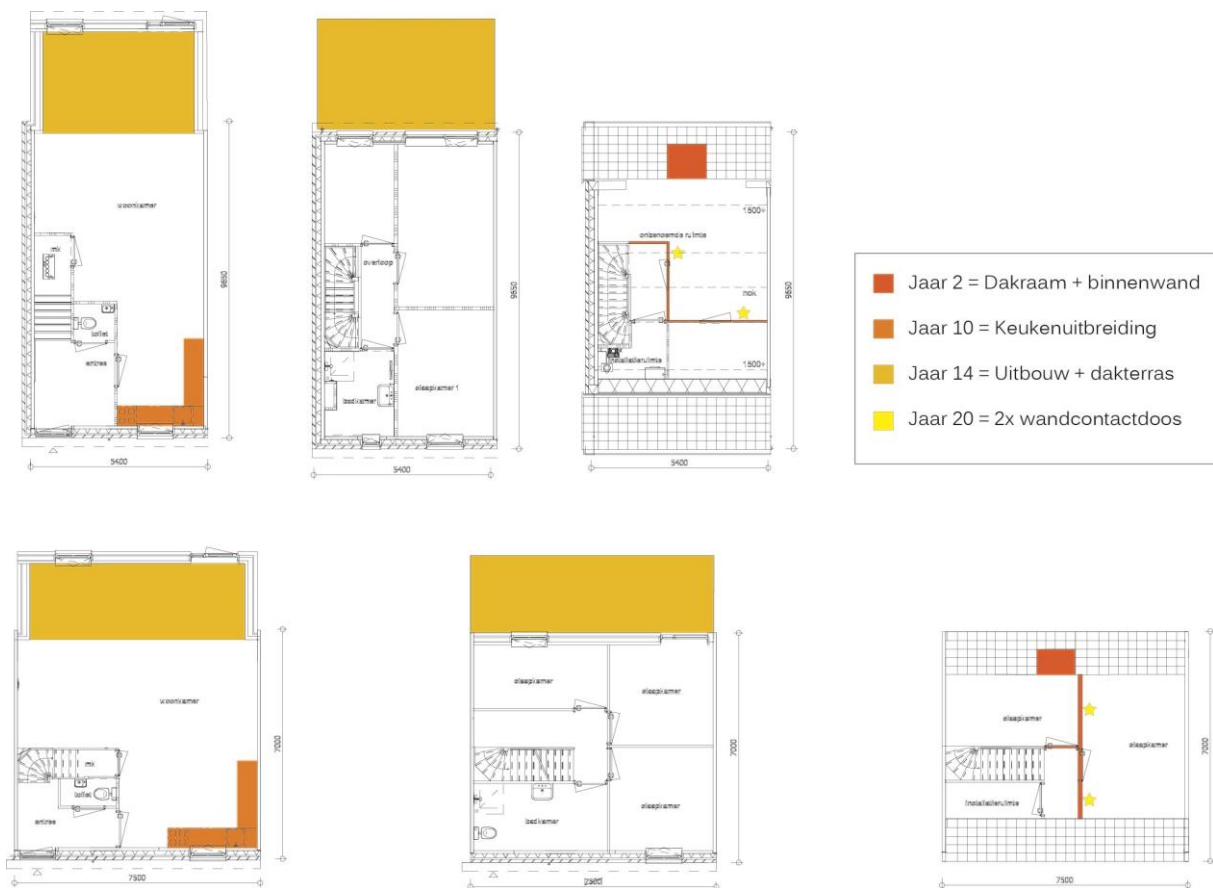 woonkamer
mk
toilet
entree
9650
5400
overloop
badkamer
slaapkamer 1
5400
9650
1500+
onbenoemde ruimte
nok
installatieruimte
1500+
5400
9650
Jaar 2 = Dakraam + binnenwand
Jaar 10 = Keukenuitbreiding
Jaar 14 = Uitbouw + dakterras
Jaar 20 = 2x wandcontactdoos
woonkamer
mk
toilet
entree
7000
7500
slaapkamer
slaapkamer
badkamer
slaapkamer
7000
7500
slaapkamer
slaapkamer
installatieruimte
7000
7500